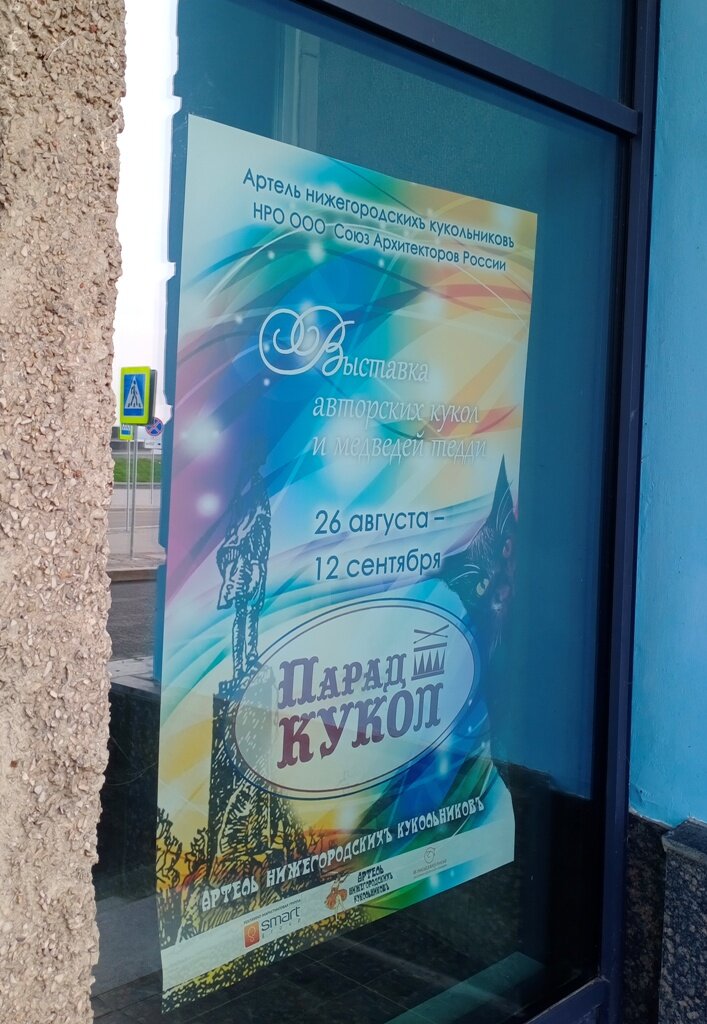 Артель нижегородскихъ кукольниковъ
НРО ООО Союз Архитекторов России
Выставка
авторских кукол
и медведей тедди
26 августа –
12 сентября
Парад
кукол
Артель нижегородскихъ кукольниковъ
Артель
нижегородскихъ
кукольниковъ
smart